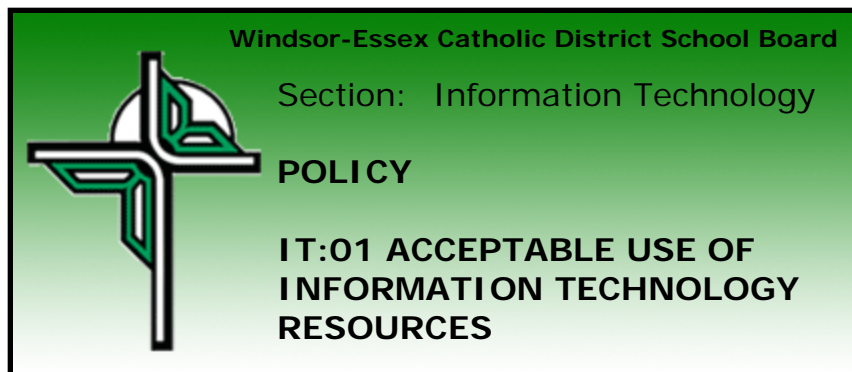 Windsor-Essex Catholic District School Board
Section: Information Technology
POLICY
IT:01 ACCEPTABLE USE OF
INFORMATION TECHNOLOGY
RESOURCES